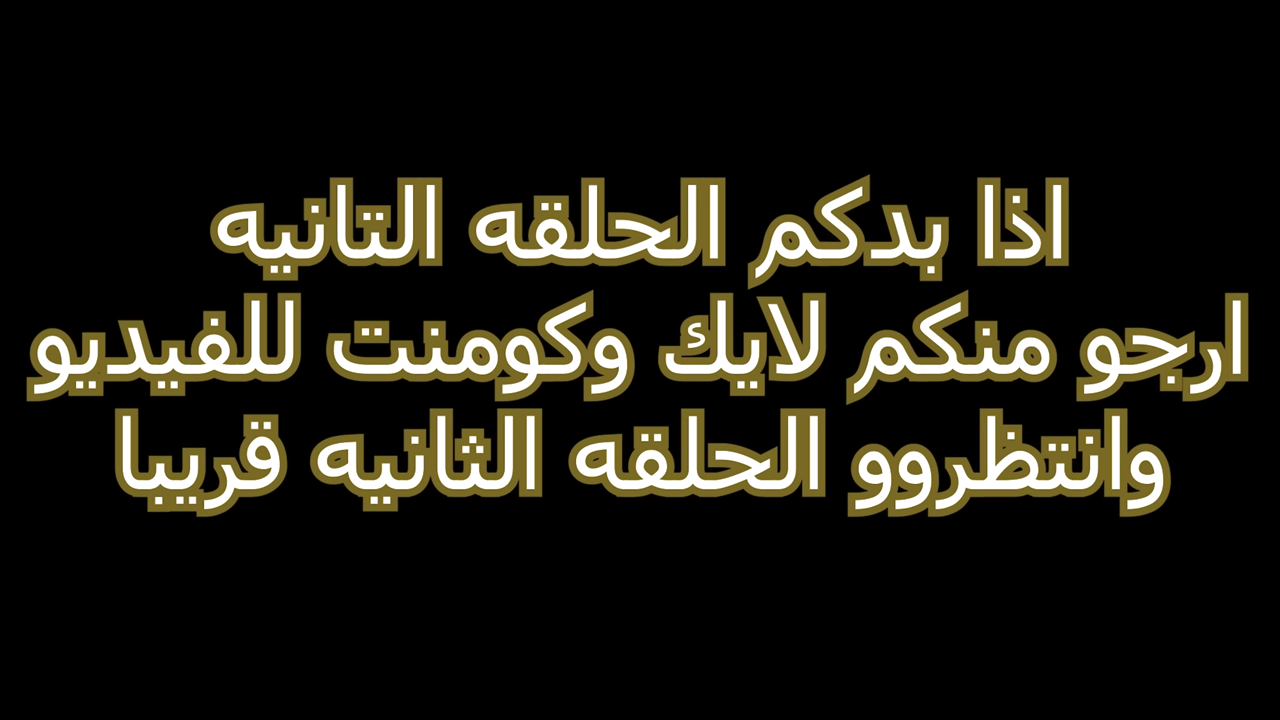 اذا بدكم الحلقه التانيه
ارجو منكم لايك وكومنت للفيديو
وانتظروو الحلقه الثانيه قريبا